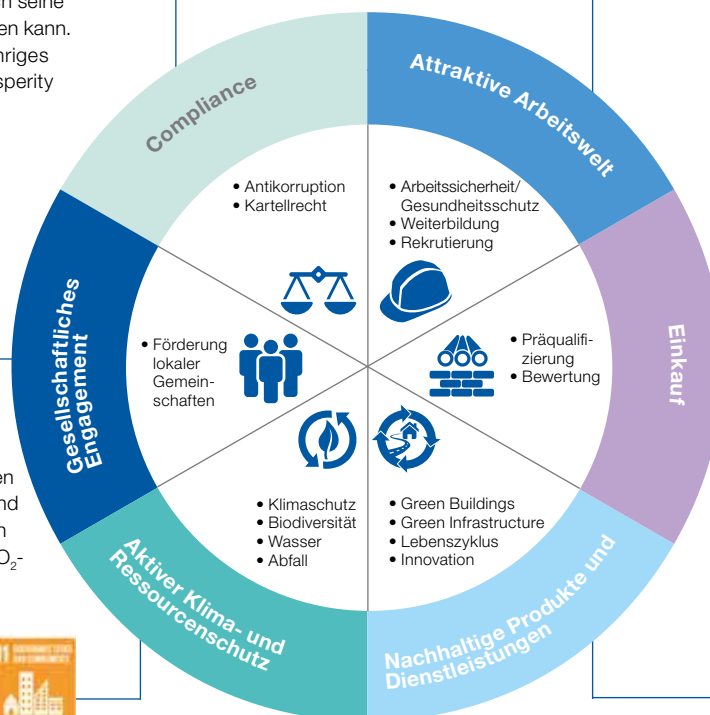 ch seine
en kann.
hriges
sperity
Compliance
Attraktive Arbeitswelt
• Antikorruption
• Kartellrecht
• Arbeitssicherheit/
Gesundheitsschutz
• Weiterbildung
• Rekrutierung
Gesellschaftliches
Engagement
• Förderung
lokaler
Gemein-
schaften
• Präqualifi-
zierung
• Bewertung
Einkauf
en
nd
n
O₂-
• Klimaschutz
• Biodiversität
• Wasser
• Abfall
• Green Buildings
• Green Infrastructure
• Lebenszyklus
• Innovation
Aktiver Klima- und
Ressourcenschutz
Nachhaltige Produkte und
Dienstleistungen
11